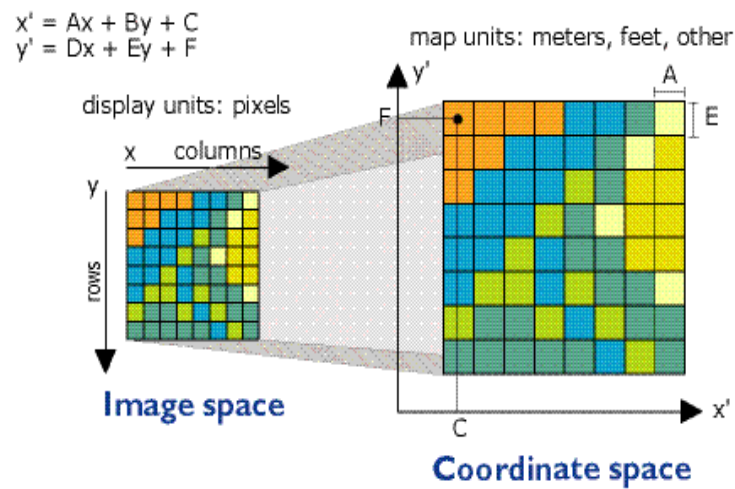 x' = Ax + By + C
y' = Dx + Ey + F
map units: meters, feet, other
y'
A
display units: pixels
F
E
x columns
y
rows
Image space
x'
C
Coordinate space